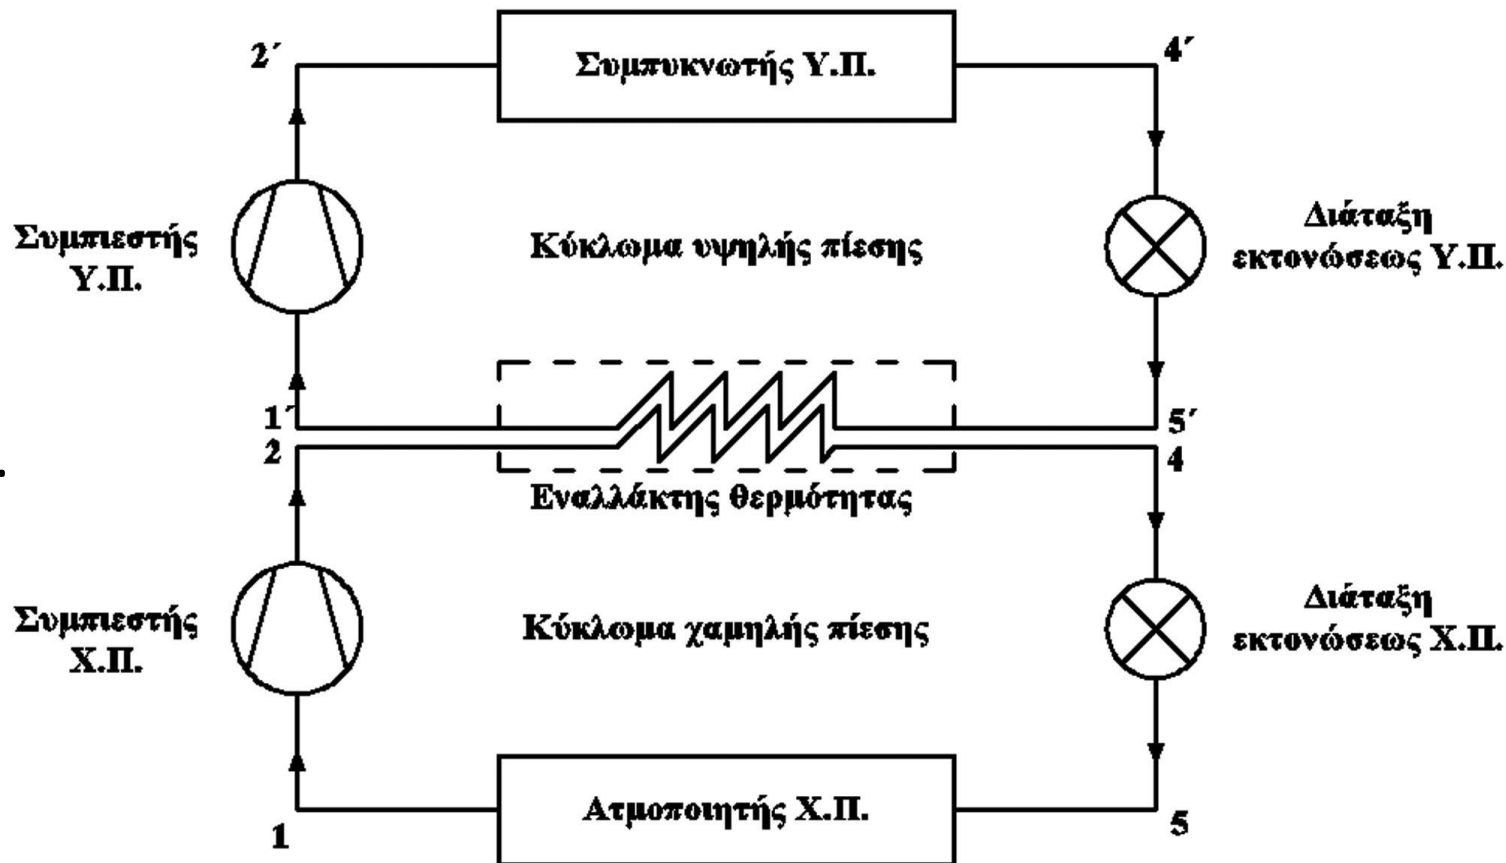 2´
Συμπυκνωτής Υ.Π.
4´
Συμπιεστής
Υ.Π.
Κύκλωμα υψηλής πίεσης
Διάταξη
εκτονώσεως Υ.Π.
1´
5´
2
4
Εναλλάκτης θερμότητας
Συμπιεστής
Χ.Π.
Κύκλωμα χαμηλής πίεσης
Διάταξη
εκτονώσεως Χ.Π.
1
Ατμοποιητής Χ.Π.
5